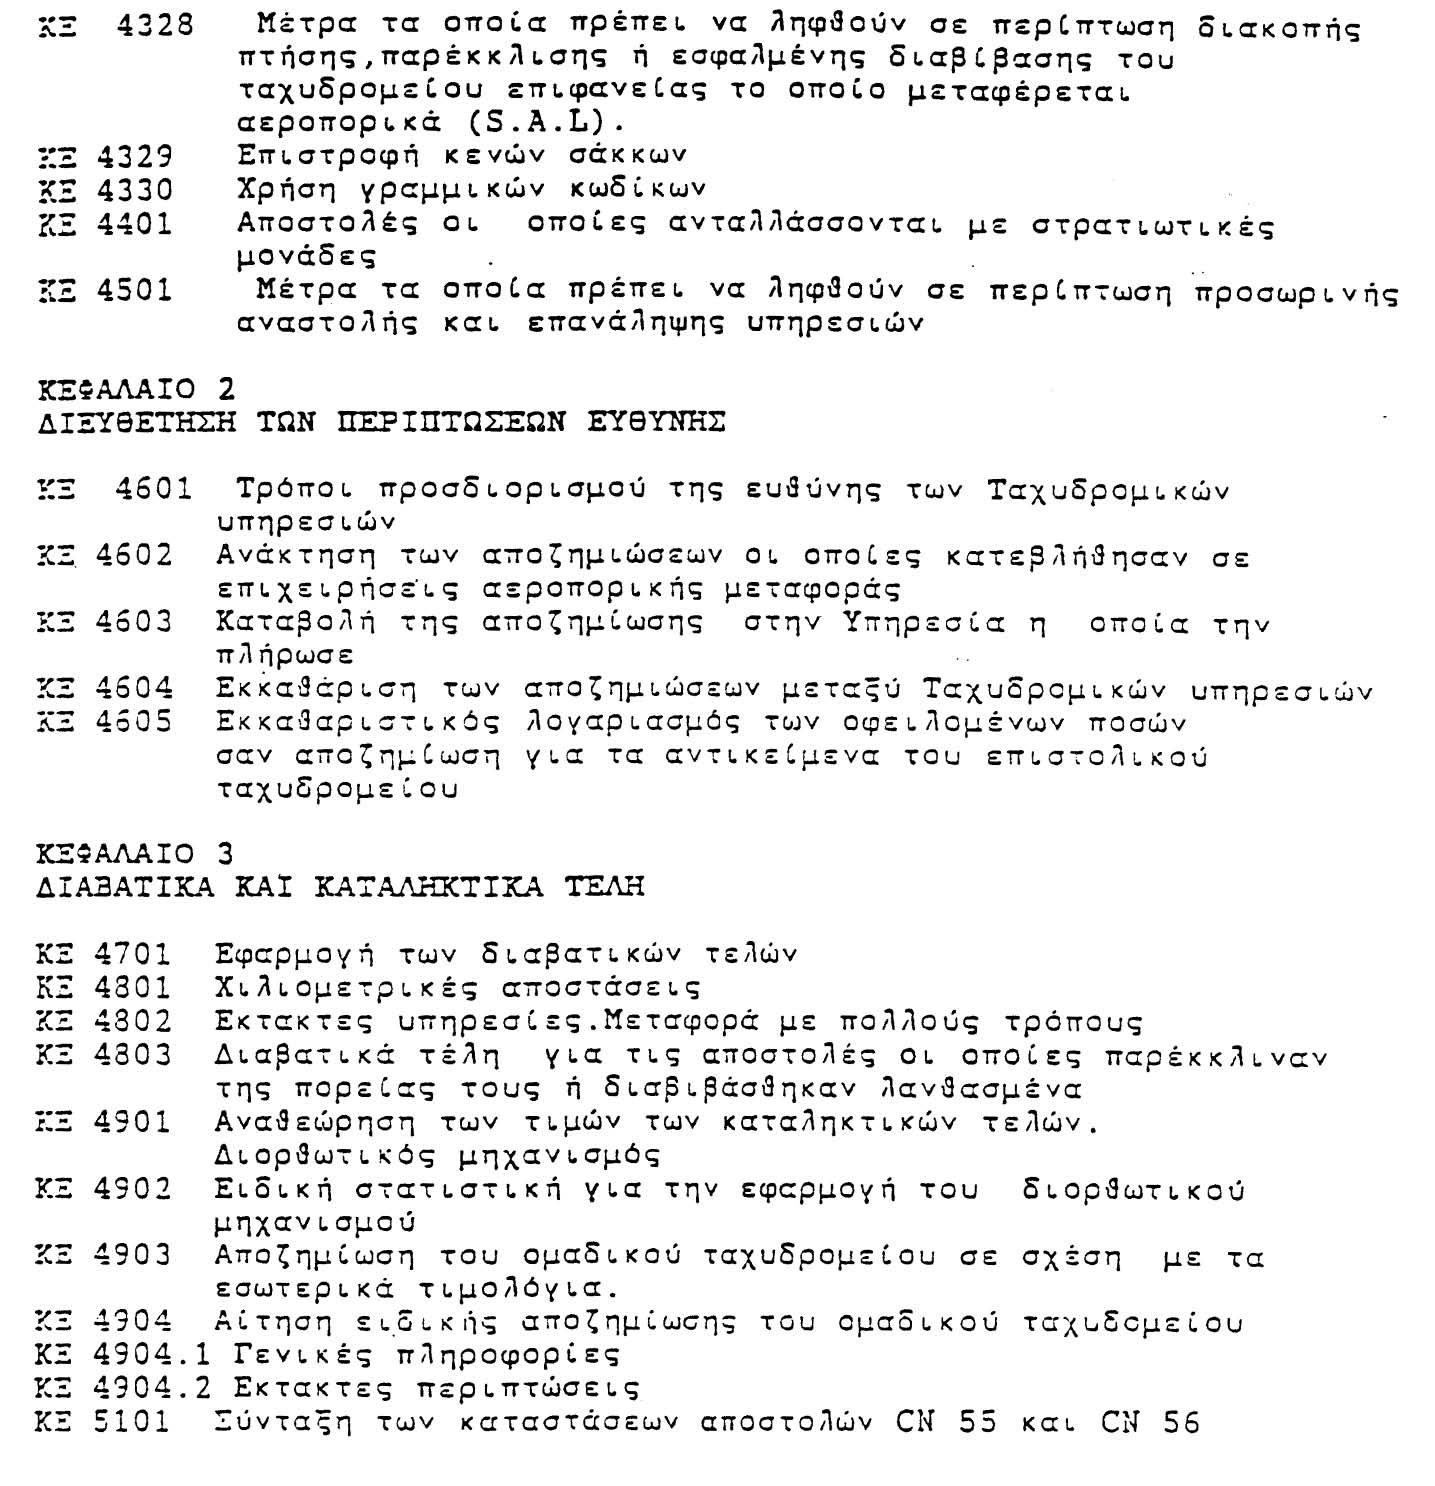 ΚΕ 4328 Μέτρα τα οποία πρέπει να ληφθούν σε περίπτωση διακοπής
πτήσης,παρέκκλισης ή εσφαλμένης διαβίβασης του
ταχυδρομείου επιφανείας το οποίο μεταφέρεται
αεροπορικά (S.A.L).
ΚΕ 4329 Επιστροφή κενών σάκκων
ΚΕ 4330 Χρήση γραμμικών κωδίκων
ΚΕ 4401 Αποστολές οι οποίες ανταλλάσσονται με στρατιωτικές
μονάδες
ΚΕ 4501 Μέτρα τα οποία πρέπει να ληφθούν σε περίπτωση προσωρινής
αναστολής και επανάληψης υπηρεσιών
ΚΕΦΑΛΑΙΟ 2
ΔΙΕΥΘΕΤΗΣΗ ΤΩΝ ΠΕΡΙΠΤΩΣΕΩΝ ΕΥΘΥΝΗΣ
ΚΕ 4601 Τρόποι προσδιορισμού της ευθύνης των Ταχυδρομικών
υπηρεσιών
ΚΕ 4602 Ανάκτηση των αποζημιώσεων οι οποίες κατεβλήθησαν σε
επιχειρήσεις αεροπορικής μεταφοράς
ΚΕ 4603 Καταβολή της αποζημίωσης στην Υπηρεσία η οποία την
πλήρωσε
ΚΕ 4604 Εκκαθάριση των αποζημιώσεων μεταξύ Ταχυδρομικών υπηρεσιών
ΚΕ 4605 Εκκαθαριστικός λογαριασμός των οφειλομένων ποσών
σαν αποζημίωση για τα αντικείμενα του επιστολικού
ταχυδρομείου
ΚΕΦΑΛΑΙΟ 3
ΔΙΑΒΑΤΙΚΑ ΚΑΙ ΚΑΤΑΛΗΚΤΙΚΑ ΤΕΛΗ
ΚΕ 4701 Εφαρμογή των διαβατικών τελών
ΚΕ 4801 Χιλιομετρικές αποστάσεις
ΚΕ 4802 Εκτακτες υπηρεσίες.Μεταφορά με πολλούς τρόπους
ΚΕ 4803 Διαβατικά τέλη για τις αποστολές οι οποίες παρέκκλιναν
της πορείας τους ή διαβιβάσθηκαν λανθασμένα
ΚΕ 4901 Αναθεώρηση των τιμών των καταληκτικών τελών.
Διορθωτικός μηχανισμός
ΚΕ 4902 Ειδική στατιστική για την εφαρμογή του διορθωτικού
μηχανισμού
ΚΕ 4903 Αποζημίωση του ομαδικού ταχυδρομείου σε σχέση με τα
εσωτερικά τιμολόγια.
ΚΕ 4904 Αίτηση ειδικής αποζημίωσης του ομαδικού ταχυδομείου
ΚΕ 4904.1 Γενικές πληροφορίες
ΚΕ 4904.2 Εκτακτες περιπτώσεις
ΚΕ 5101 Σύνταξη των καταστάσεων αποστολών CN 55 και CN 56